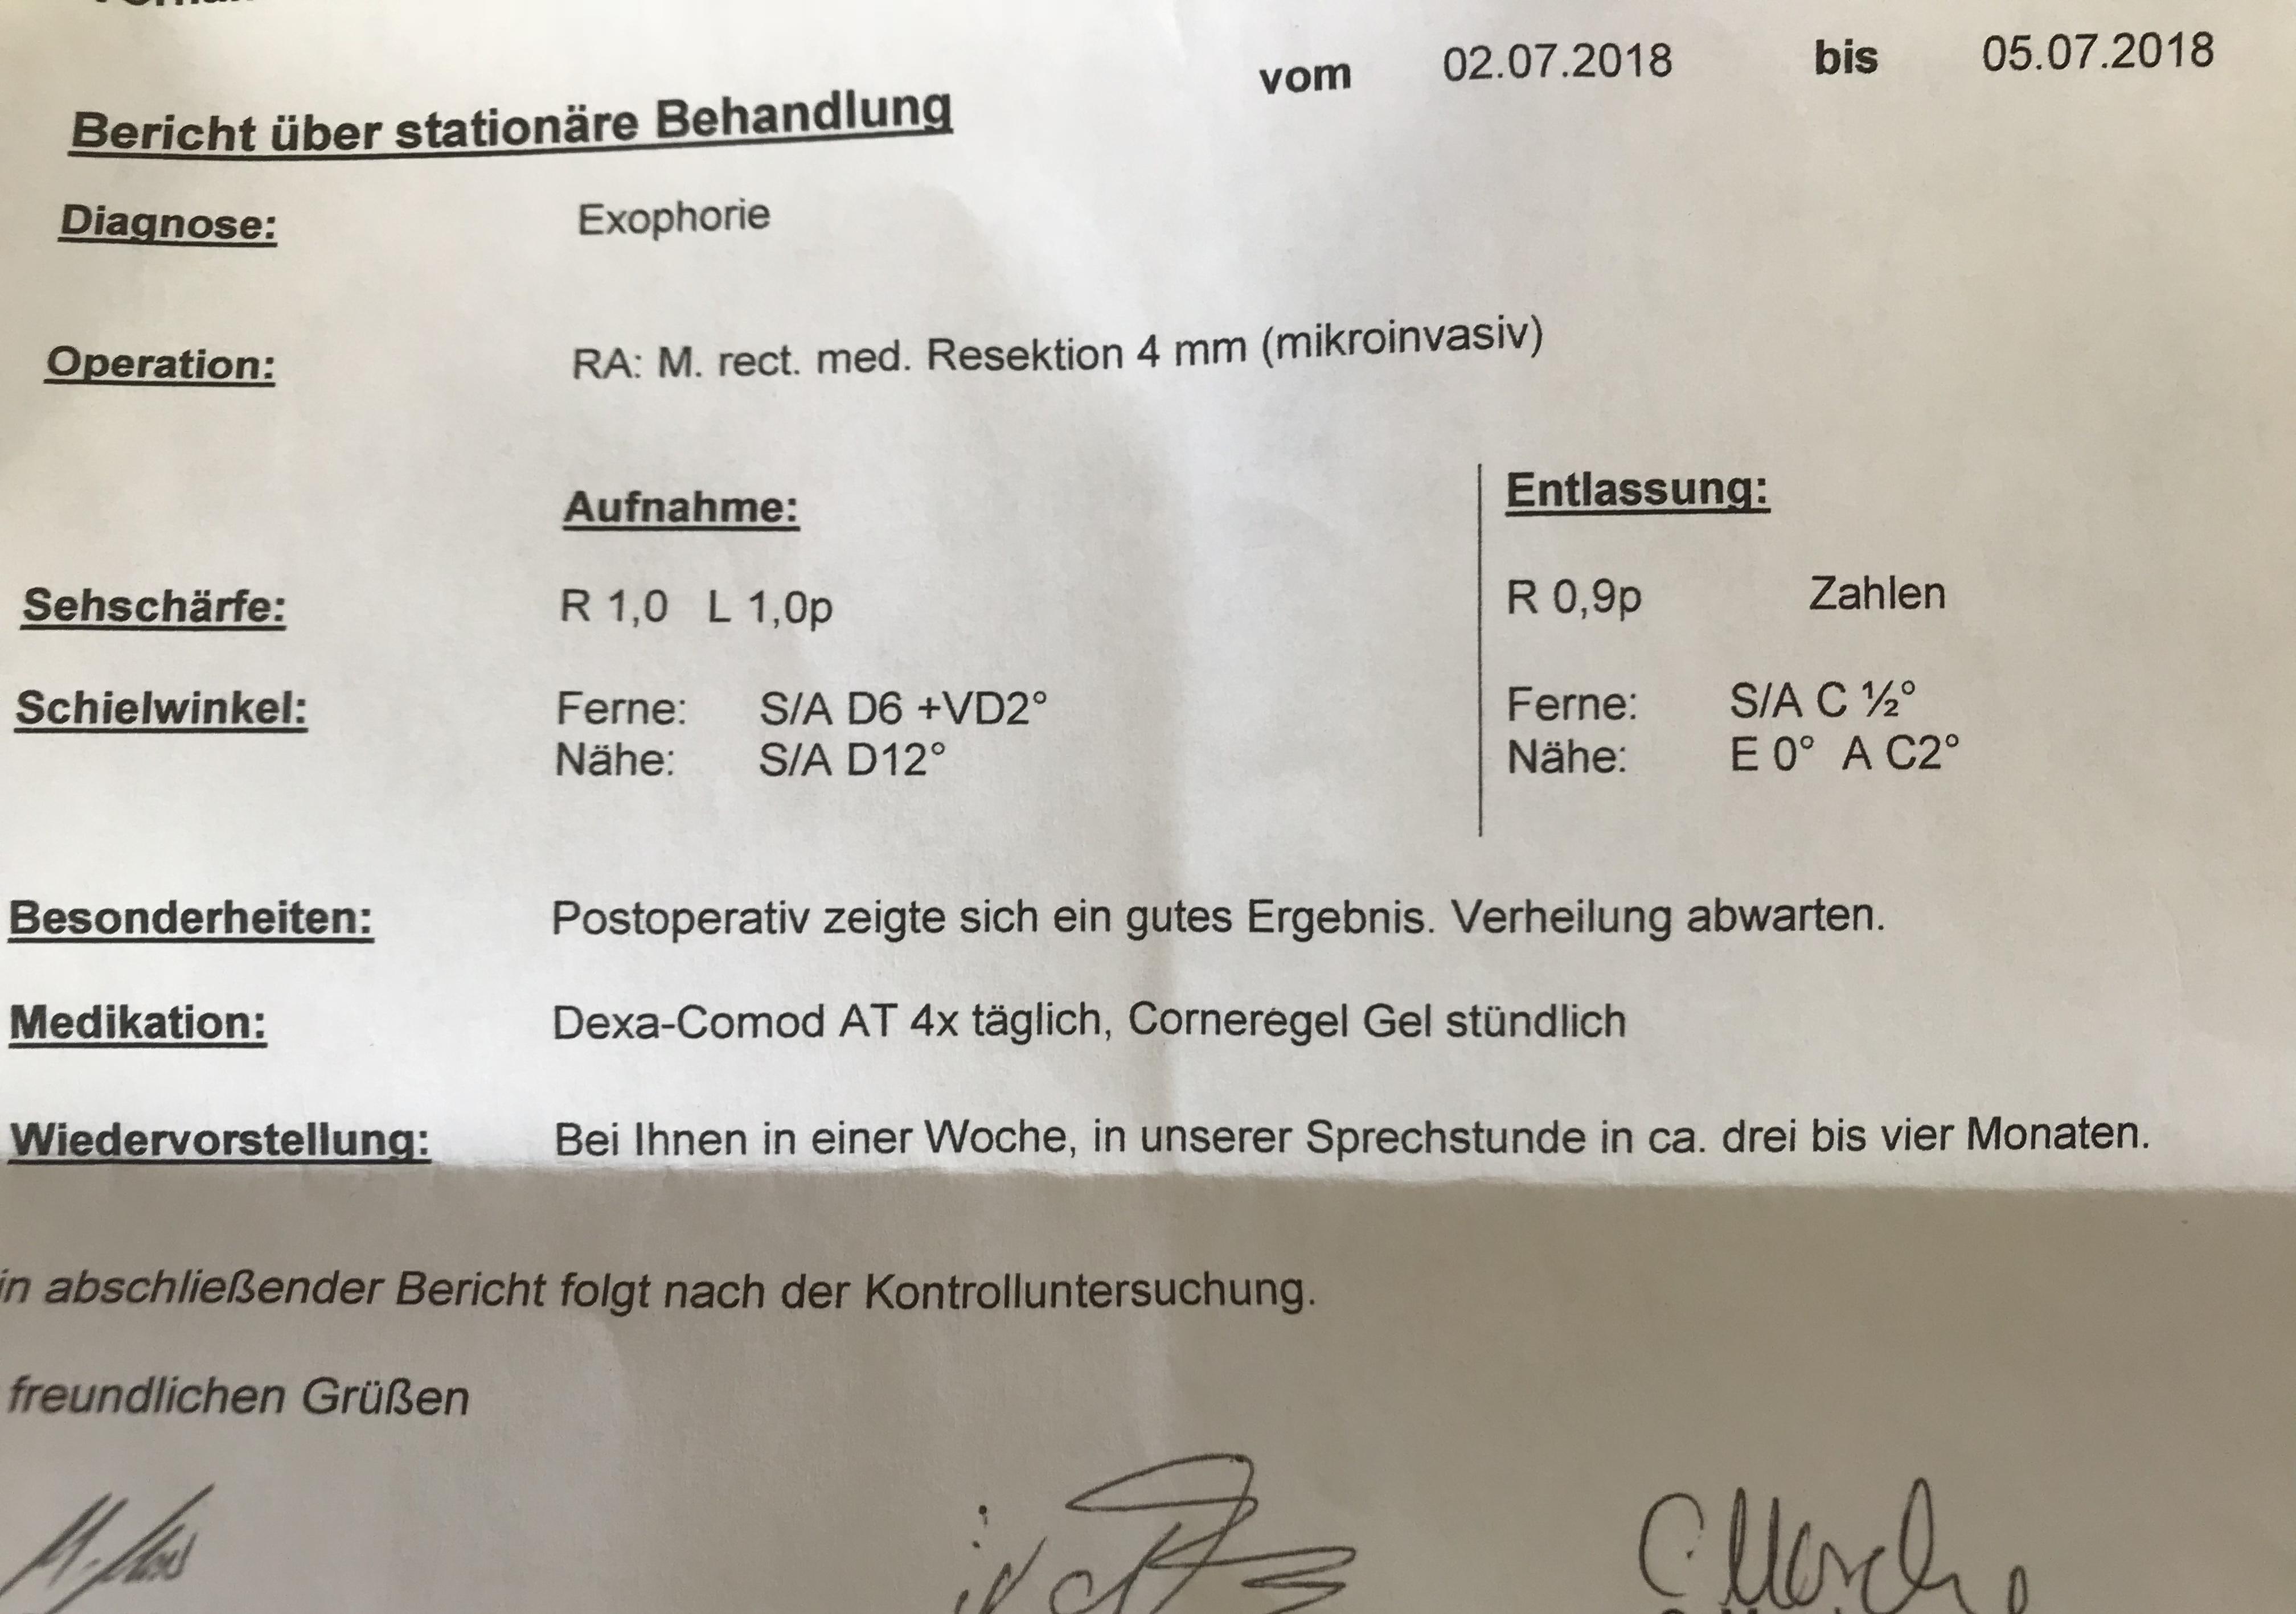 Bericht über stationäre Behandlung vom 02.07.2018 bis 05.07.2018
Diagnose: Exophorie
Operation: RA: M. rect. med. Resektion 4 mm (mikroinvasiv)
Aufnahme: Entlassung:
Sehschärfe: R 1,0 L 1,0p R 0,9p Zahlen
Schielwinkel: Ferne: S/A D6 +VD2° Ferne: S/A C ½°
Nähe: S/A D12° Nähe: E 0° A C2°
Besonderheiten: Postoperativ zeigte sich ein gutes Ergebnis. Verheilung abwarten.
Medikation: Dexa-Comod AT 4x täglich, Corneregel Gel stündlich
Wiedervorstellung: Bei Ihnen in einer Woche, in unserer Sprechstunde in ca. drei bis vier Monaten.
in abschließender Bericht folgt nach der Kontrolluntersuchung.
freundlichen Grüßen